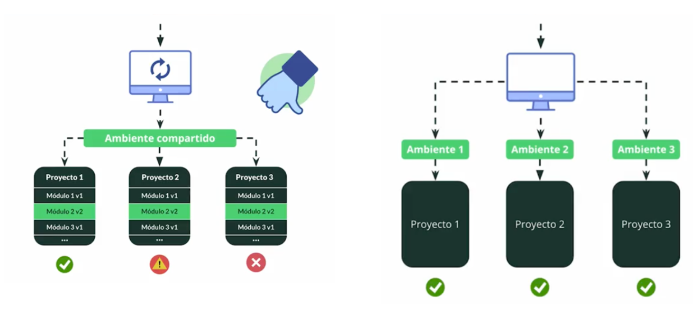 Ambiente compartido
Proyecto 1
Módulo 1 v1
Módulo 2 v2
Módulo 3 v1
...
Proyecto 2
Módulo 1 v1
Módulo 2 v2
Módulo 3 v1
...
Proyecto 3
Módulo 1 v1
Módulo 2 v2
Módulo 3 v1
...
Ambiente 1
Ambiente 2
Ambiente 3
Proyecto 1
Proyecto 2
Proyecto 3